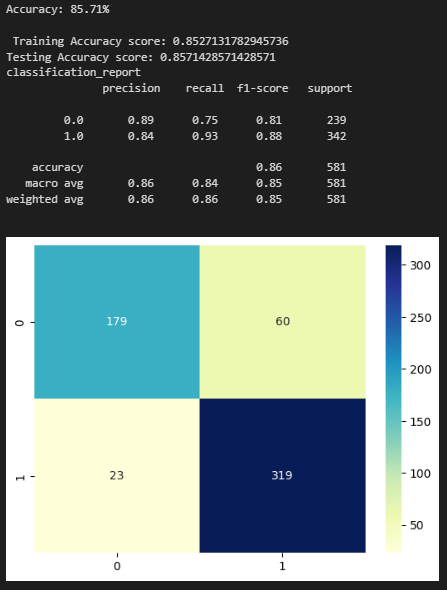 Accuracy: 85.71%
Training Accuracy score: 0.8527131782945736
Testing Accuracy score: 0.8571428571428571
classification_report
precision recall f1-score support
0.0 0.89 0.75 0.81 239
1.0 0.84 0.93 0.88 342
accuracy 0.86 581
macro avg 0.86 0.84 0.85 581
weighted avg 0.86 0.86 0.85 581
300
250
0 179 60
200
150
100
1 23 319
50
0 1